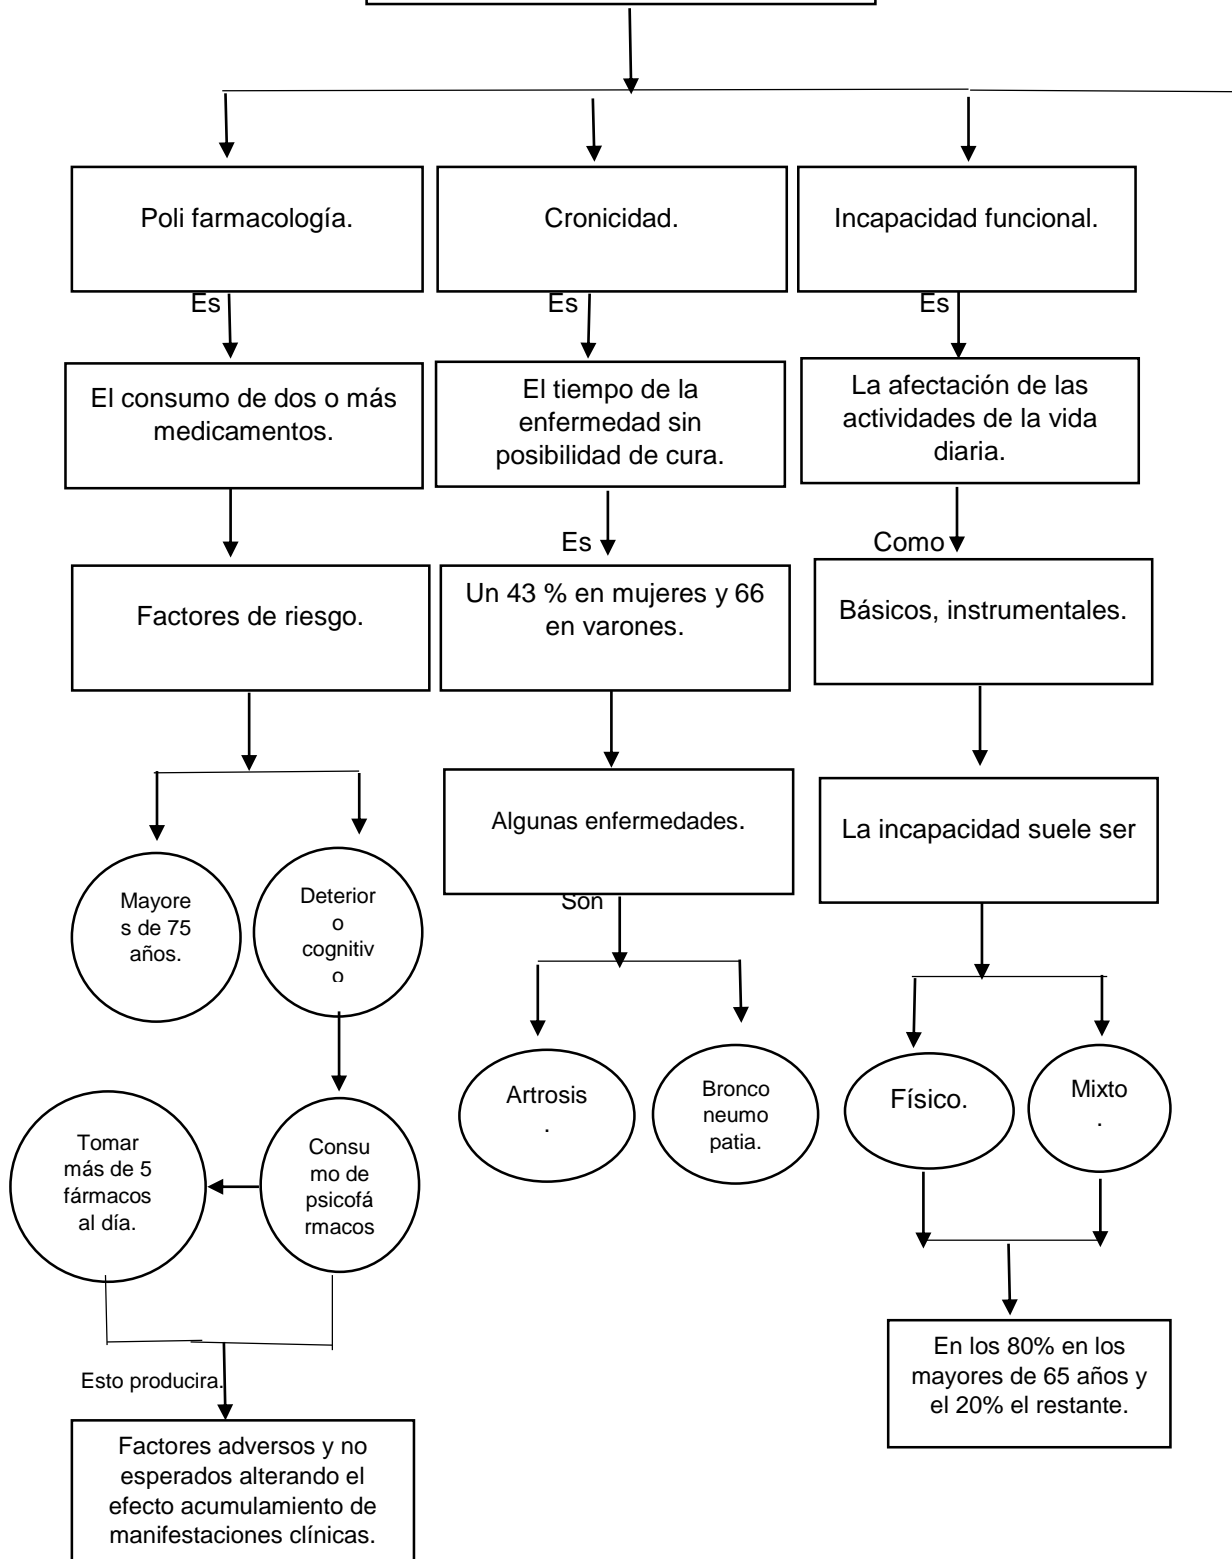 Poli farmacología.
Cronicidad.
Incapacidad funcional.
Es
Es
Es
El consumo de dos o más
medicamentos.
El tiempo de la
enfermedad sin
posibilidad de cura.
La afectación de las
actividades de la vida
diaria.
Es
Como
Factores de riesgo.
Un 43 % en mujeres y 66
en varones.
Básicos, instrumentales.
Algunas enfermedades.
La incapacidad suele ser
Mayore
s de 75
años.
Deterior
o
cognitiv
o
Son
Artrosis
.
Bronco
neumo
patia.
Físico.
Mixto
.
Tomar
más de 5
fármacos
al día.
Consu
mo de
psicofá
rmacos
En los 80% en los
mayores de 65 años y
el 20% el restante.
Esto producira.
Factores adversos y no
esperados alterando el
efecto acumulamiento de
manifestaciones clínicas.